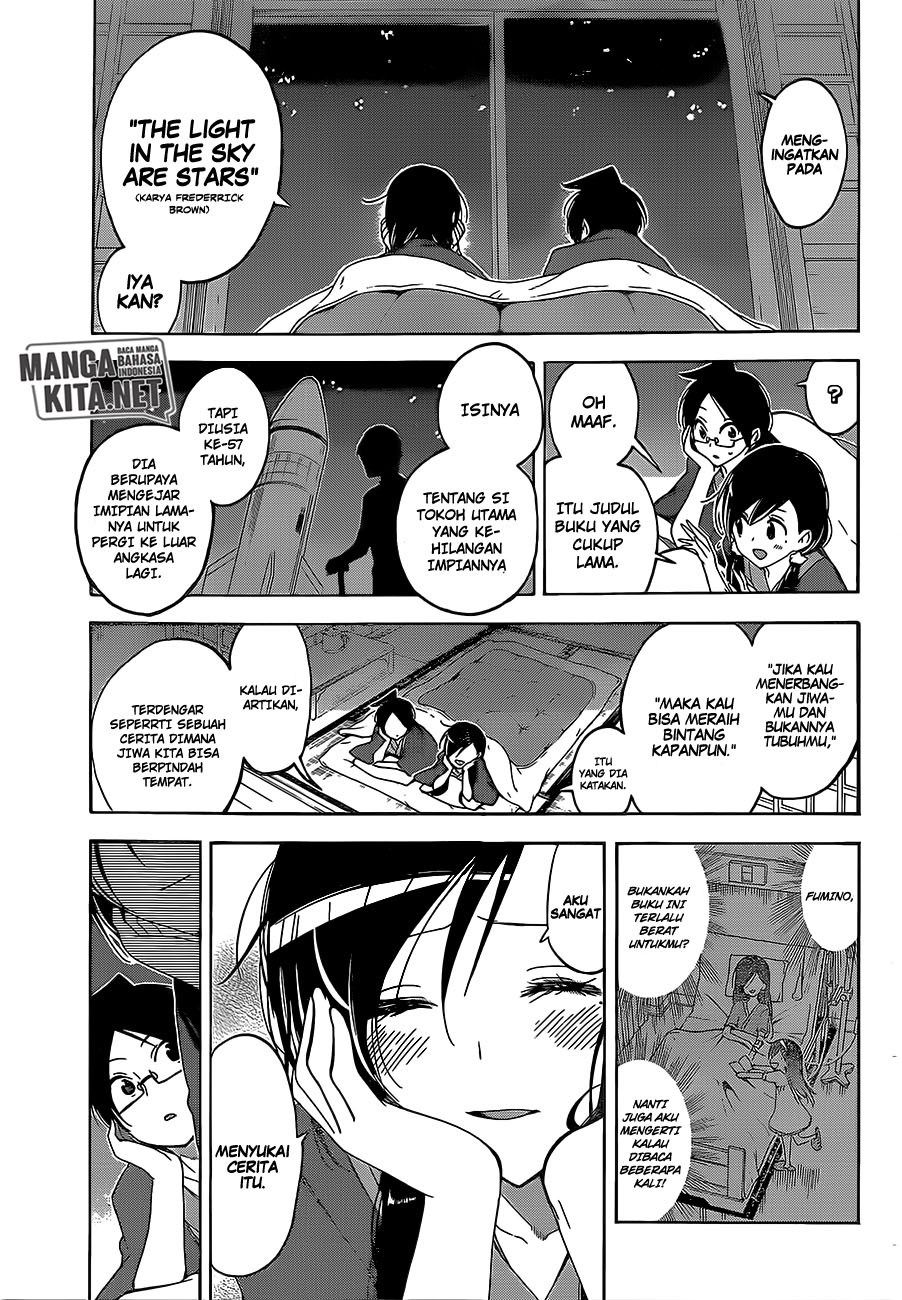 MENG-
INGATKAN
PADA
"THE LIGHT
IN THE SKY
ARE STARS"
(KARYA FREDERRICK
BROWN)
IYA
KAN?
MANGA
KITA.NET
BACA MANGA
BAHASA
INDONESIA
?
OH
MAAF.
ITU JUDUL
BUKU YANG
CUKUP
LAMA.
ISINYA
TENTANG SI
TOKOH UTAMA
YANG KE-
HILANGAN
IMPIANNYA
TAPI
DIUSIA
KE-57
TAHUN,
DIA
BERUPAYA
MENGEJAR
IMIPIAN LAMA-
NYA UNTUK
PERGI KE LUAR
ANGKASA
LAGI.
"JIKA KAU
MENERBANG-
KAN JIWA-
MU DAN
BUKANNYA
TUBUHMU,"
"MAKA KAU
BISA MERAIH
BINTANG
KAPANPUN."
ITU
YANG DIA
KATAKAN.
KALAU DI-
ARTIKAN,
TERDENGAR
SEPERRTI SEBUAH
CERITA DIMANA
JIWA KITA BISA
BERPINDAH
TEMPAT.
FUMINO,
BUKANKAH
BUKU INI
TERLALU
BERAT
UNTUKMU?
NANTI
JUGA AKU
MENGERTI
KALAU
DIBACA
BEBERAPA
KALI!
AKU
SANGAT
MENYUKAI
CERITA
ITU.